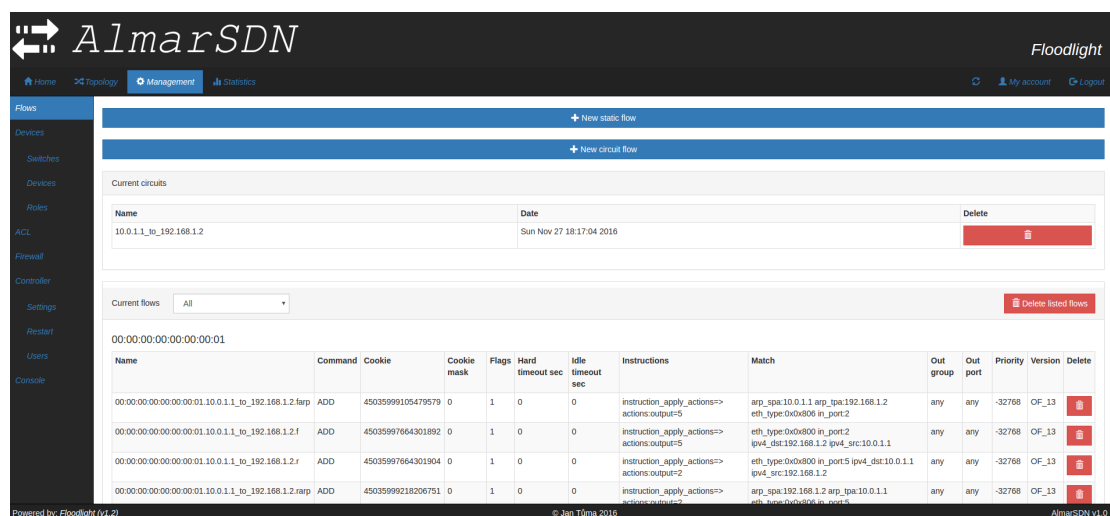 AlmarSDN
Floodlight
Home Topology Management Statistics My account Logout
Flows
Devices
Switches
Devices
Roles
ACL
Firewall
Controller
Settings
Restart
Users
Console
New static flow
New circuit flow
Current circuits
Name Date Delete
10.0.1.1_to_192.168.1.2 Sun Nov 27 18:17:04 2016
Current flows All Delete listed flows
00:00:00:00:00:00:00:01
Name Command Cookie Cookie mask Flags Hard timeout sec Idle timeout sec Instructions Match Out group Out port Priority Version Delete
00:00:00:00:00:00:00:01.10.0.1.1_to_192.168.1.2.farp ADD 45035999105479579 0 1 0 0 instruction_apply_actions=> arp_spa:10.0.1.1 arp_tpa:192.168.1.2 any any -32768 OF_13
actions:output=5 eth_type:0x0x806 in_port:2
00:00:00:00:00:00:00:01.10.0.1.1_to_192.168.1.2.f ADD 45035997664301892 0 1 0 0 instruction_apply_actions=> eth_type:0x0x800 in_port:2 any any -32768 OF_13
actions:output=5 ipv4_dst:192.168.1.2 ipv4_src:10.0.1.1
00:00:00:00:00:00:00:01.10.0.1.1_to_192.168.1.2.r ADD 45035997664301904 0 1 0 0 instruction_apply_actions=> eth_type:0x0x800 in_port:5 ipv4_dst:10.0.1.1 any any -32768 OF_13
actions:output=2 ipv4_src:192.168.1.2
00:00:00:00:00:00:00:01.10.0.1.1_to_192.168.1.2.rarp ADD 45035999218206751 0 1 0 0 instruction_apply_actions=> arp_spa:192.168.1.2 arp_tpa:10.0.1.1 any any -32768 OF_13
actions:output=2 eth_type:0x0x806 in_port:5
Powered by: Floodlight (v1.2) © Jan Tůma 2016 AlmarSDN v1.0